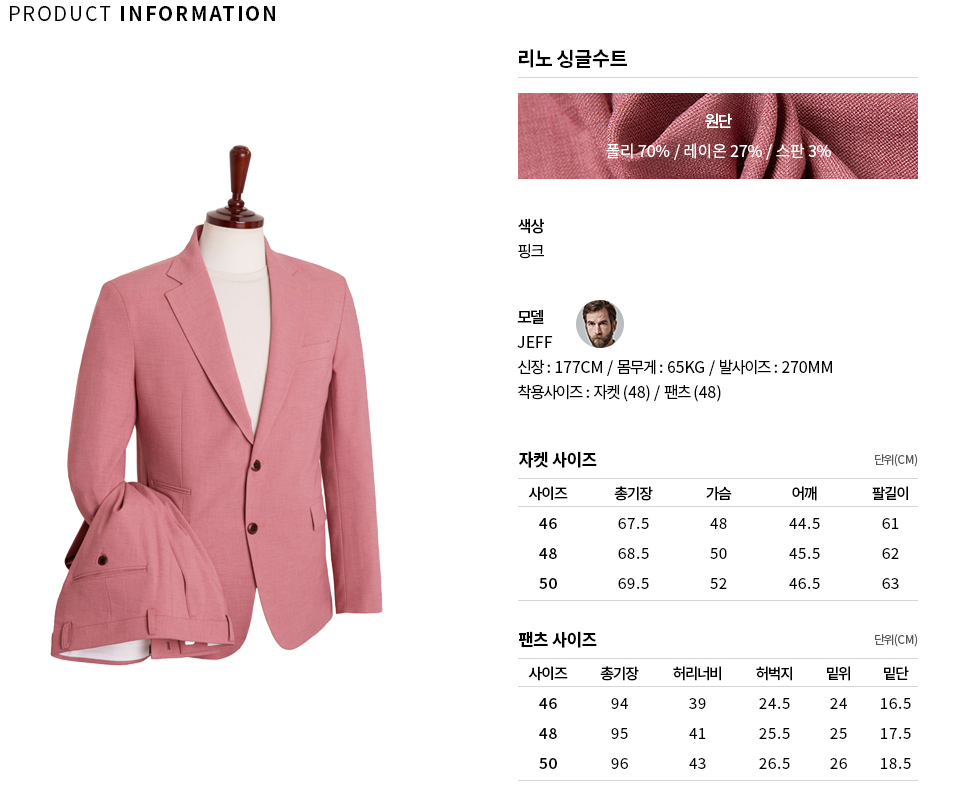 PRODUCT INFORMATION
리노 싱글수트
원단
폴리 70% / 레이온 27% / 스판 3%
색상
핑크
모델
JEFF
신장 : 177CM / 몸무게 : 65KG / 발사이즈 : 270MM
착용사이즈 : 자켓 (48) / 팬츠 (48)
자켓 사이즈 단위(CM)
사이즈 총기장 가슴 어깨 팔길이
46 67.5 48 44.5 61
48 68.5 50 45.5 62
50 69.5 52 46.5 63
팬츠 사이즈 단위(CM)
사이즈 총기장 허리너비 허벅지 밑위 밑단
46 94 39 24.5 24 16.5
48 95 41 25.5 25 17.5
50 96 43 26.5 26 18.5